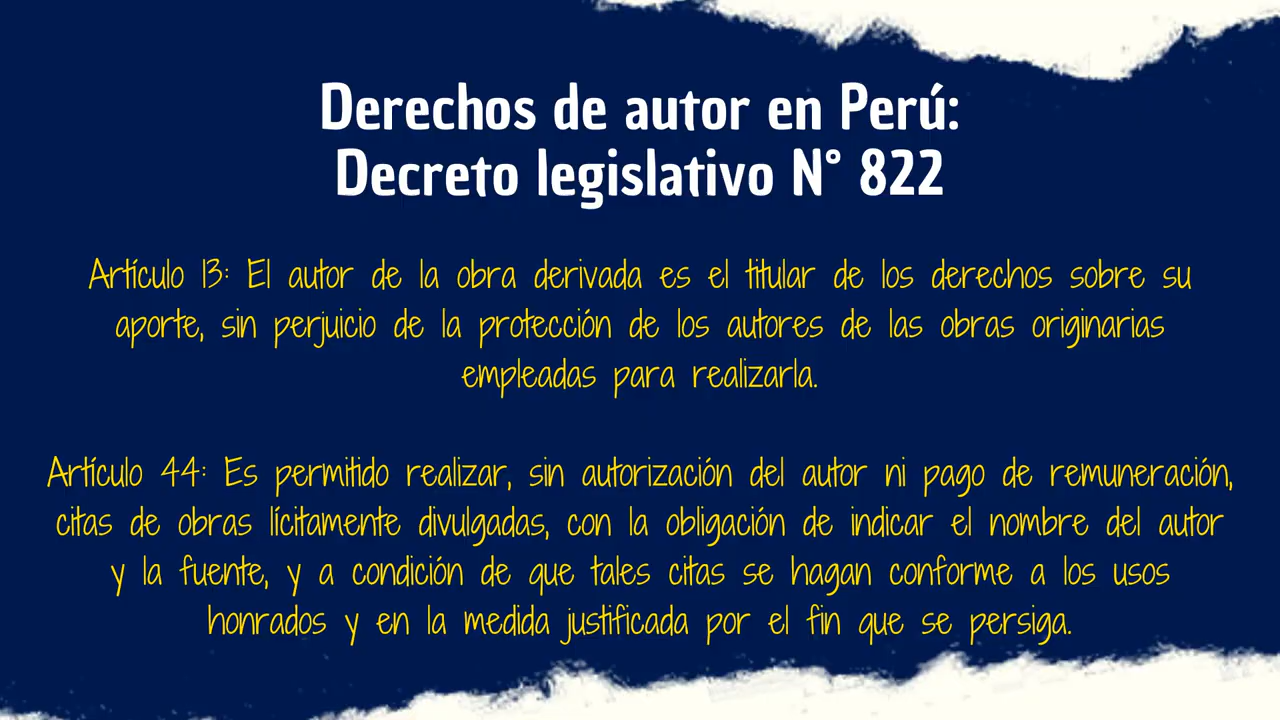 Derechos de autor en Perú:
Decreto legislativo N° 822
Artículo 13: El autor de la obra derivada es el titular de los derechos sobre su
aporte, sin perjuicio de la protección de los autores de las obras originarias
empleadas para realizarla.
Artículo 44: Es permitido realizar, sin autorización del autor ni pago de remuneración,
citas de obras lícitamente divulgadas, con la obligación de indicar el nombre del autor
y la fuente, y a condición de que tales citas se hagan conforme a los usos
honrados y en la medida justificada por el fin que se persiga.